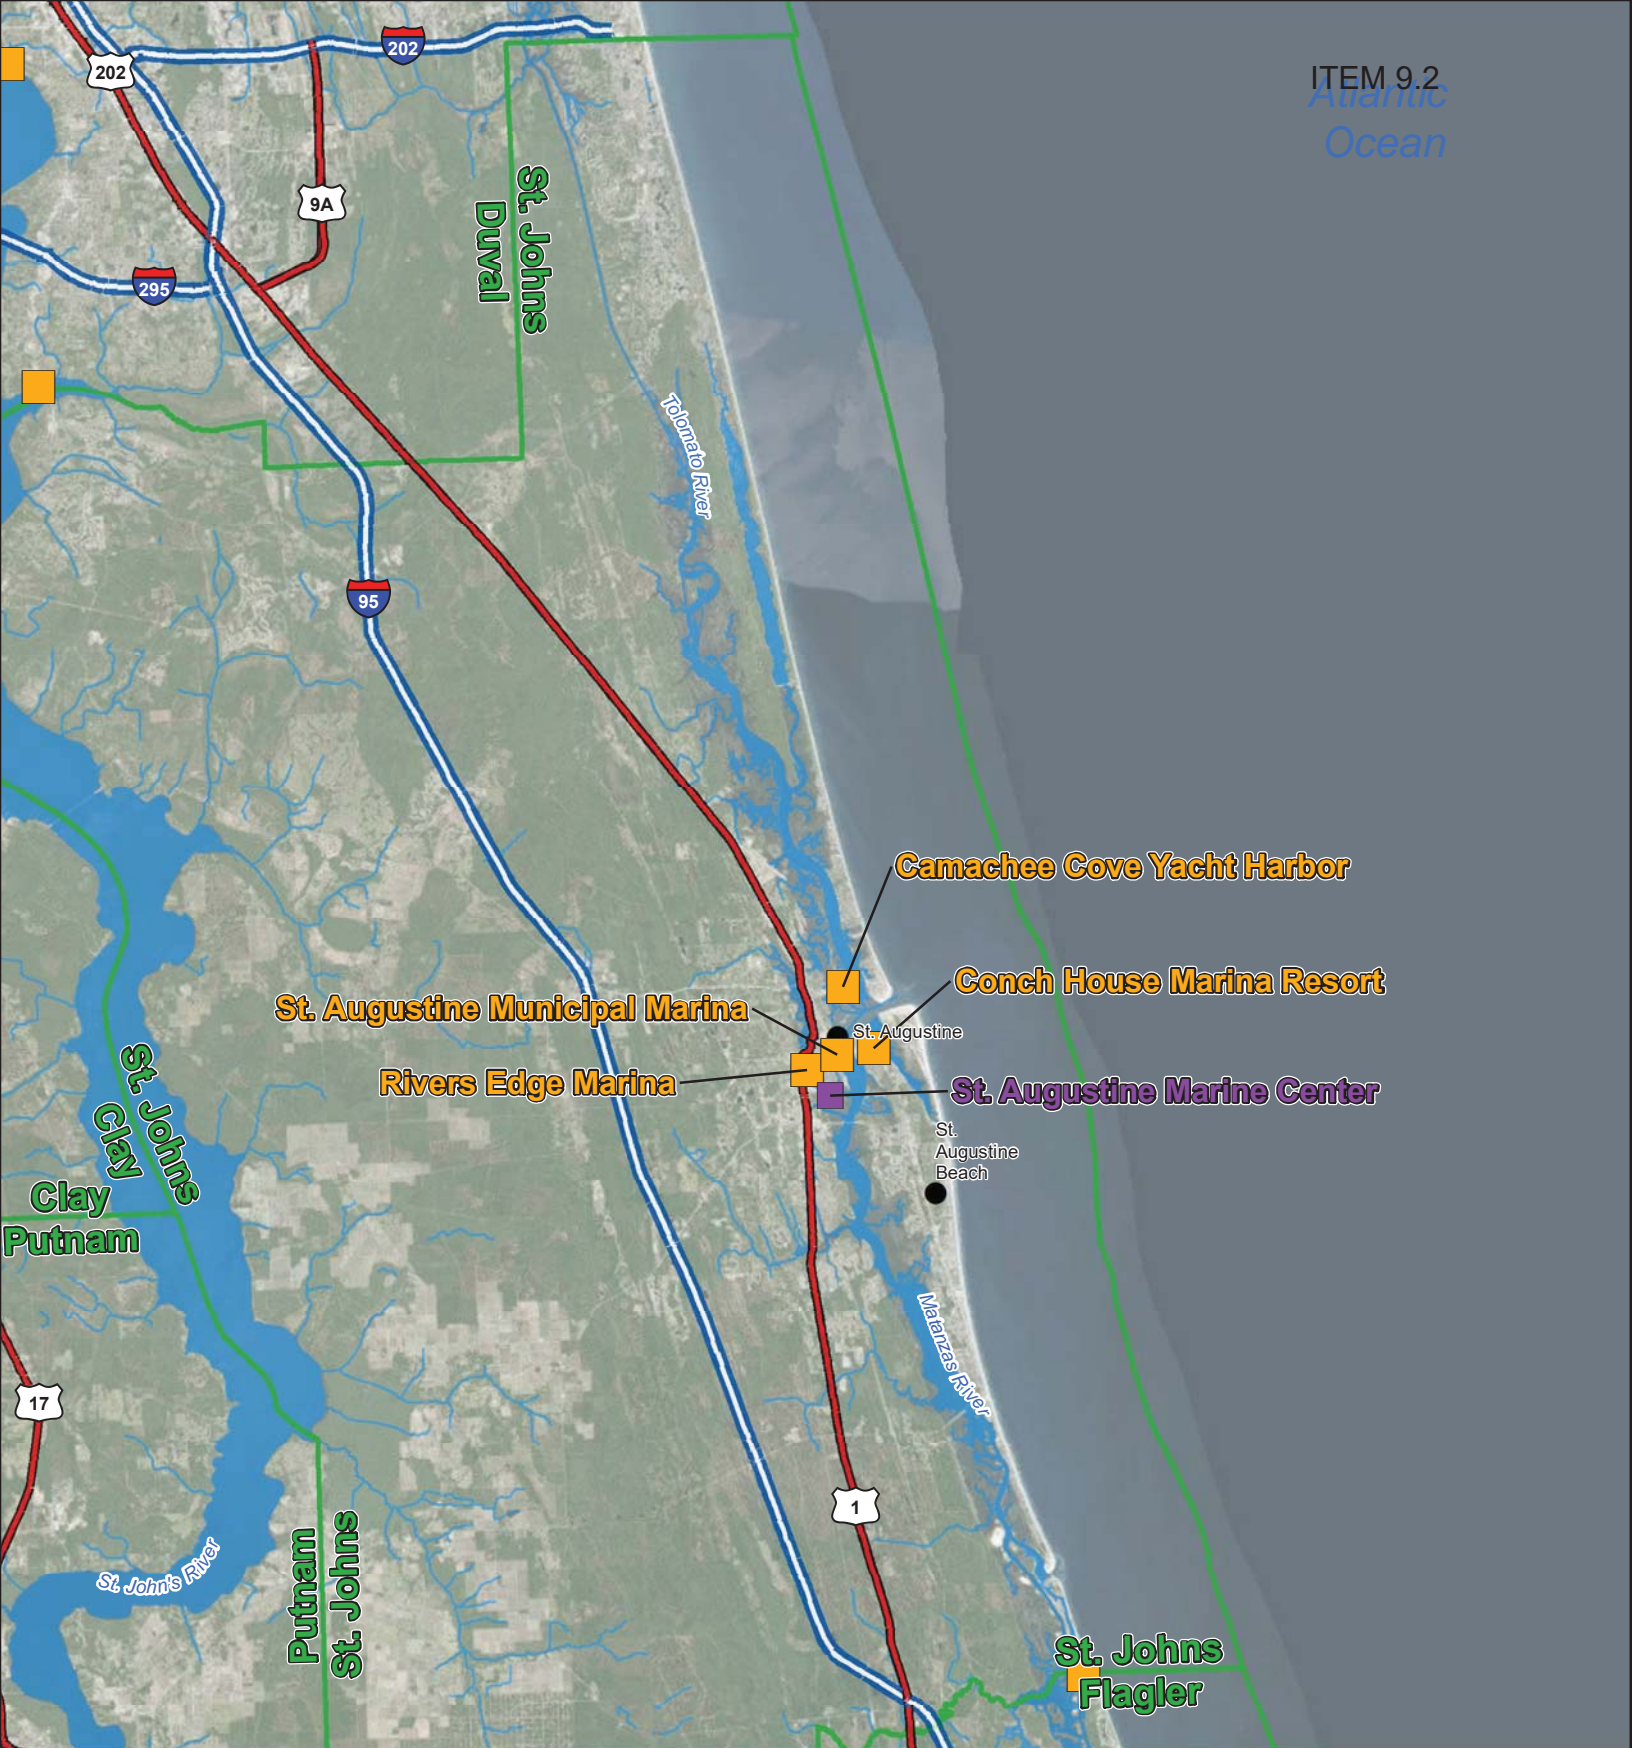 202
202
ITEM 9.2
Atlantic
Ocean
9A
St. Johns
Duval
295
Tolomato River
95
Camachee Cove Yacht Harbor
Conch House Marina Resort
St. Augustine Municipal Marina
St. Augustine
Rivers Edge Marina
St. Augustine Marine Center
St. Johns
Clay
St.
Augustine
Beach
Clay
Putnam
Matanzas River
17
1
St. John's River
Putnam
St. Johns
St. Johns
Flagler